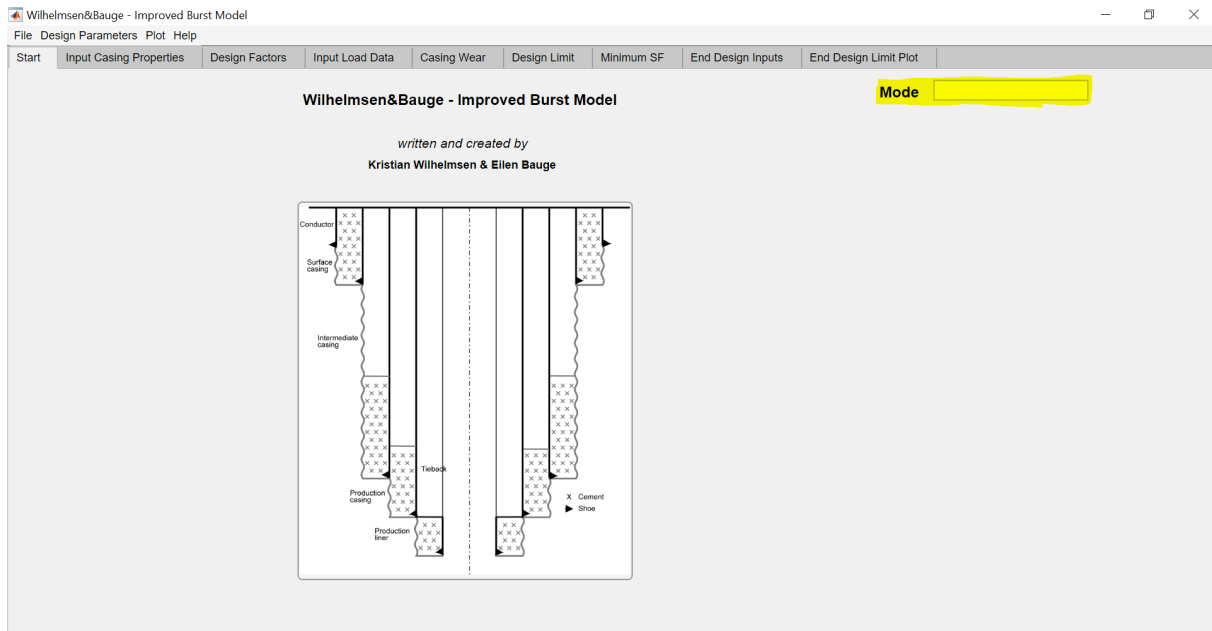 Wilhelmsen&Bauge - Improved Burst Model
File Design Parameters Plot Help
Start Input Casing Properties Design Factors Input Load Data Casing Wear Design Limit Minimum SF End Design Inputs End Design Limit Plot
Mode
Wilhelmsen&Bauge - Improved Burst Model
written and created by
Kristian Wilhelmsen & Eilen Bauge
Conductor
Surface
casing
Intermediate
casing
Tieback
Production
casing
X Cement
Shoe
Production
liner